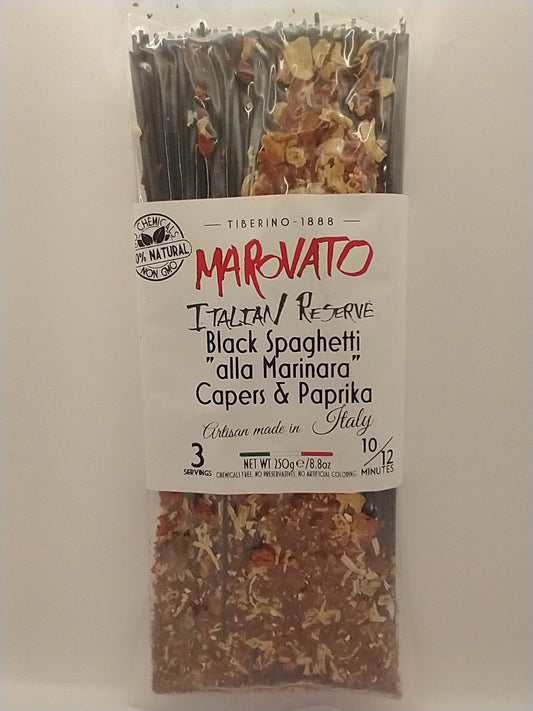 TIBERINO-1888
CHEMICALS
0% NATURAL
NON GMO
MAROVATO
ITALIAN RESERVE
Black Spaghetti
"alla Marinara"
Capers & Paprika
Artisan made in Italy
3
SERVINGS
10/12
MINUTES
NET WT 250g e/8.8oz
CHEMICALS FREE, NO PRESERVATIVES, NO ARTIFICIAL COLORING